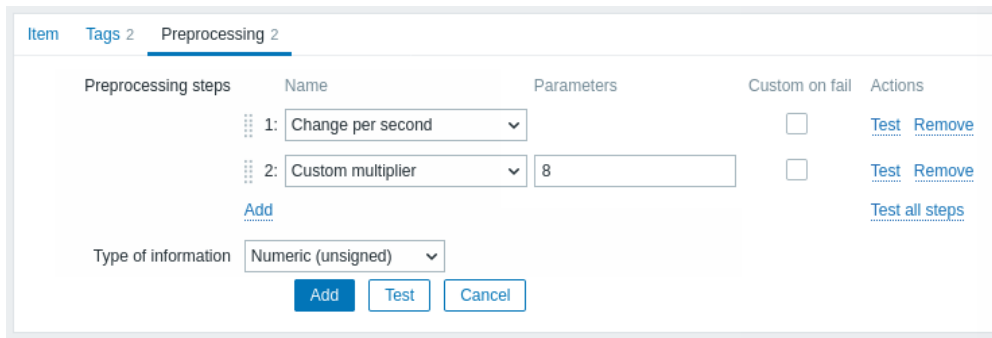 Item Tags 2 Preprocessing 2
Preprocessing steps Name Parameters Custom on fail Actions
1: Change per second Test Remove
2: Custom multiplier 8 Test Remove
Add Test all steps
Type of information Numeric (unsigned)
Add Test Cancel